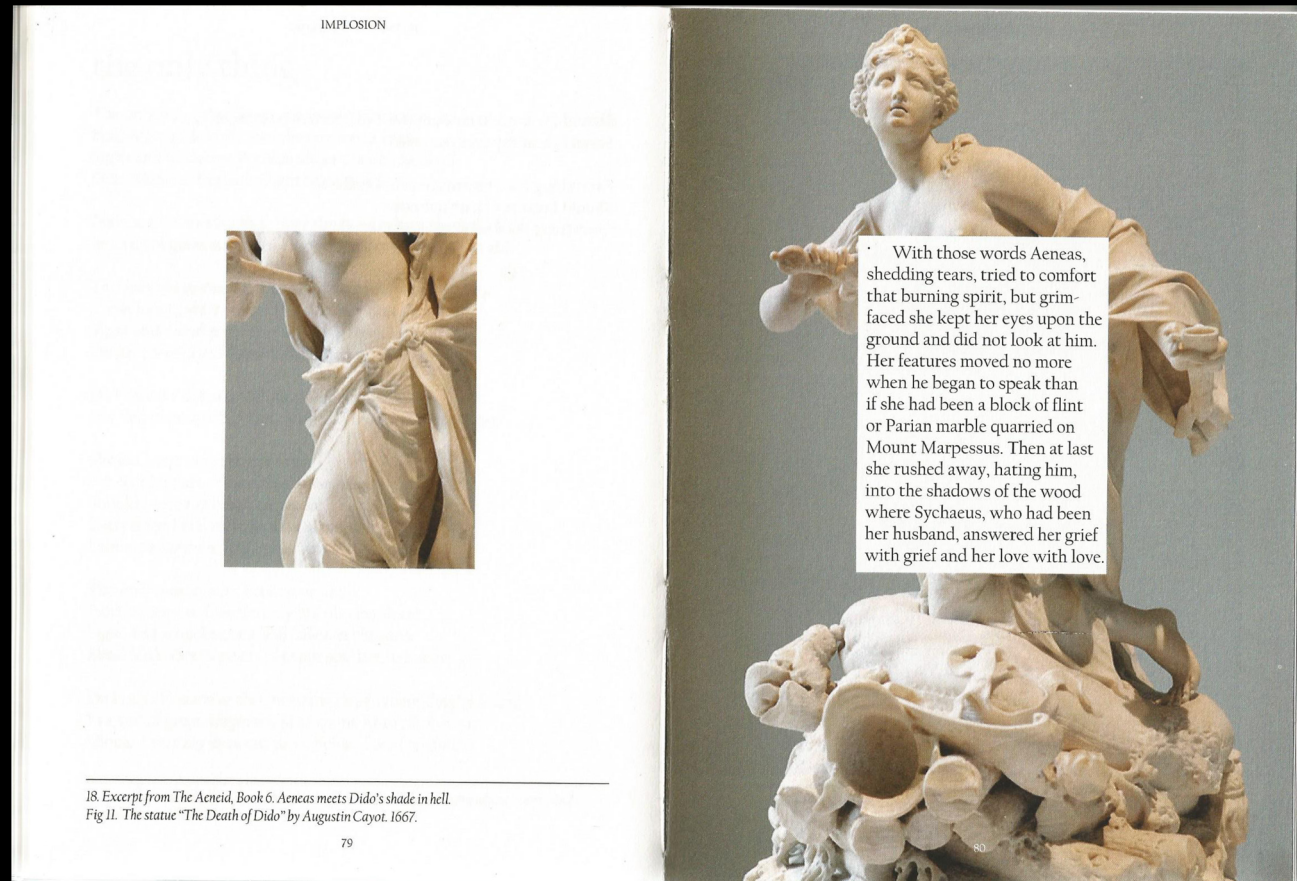 IMPLOSION
18. Excerpt from The Aeneid, Book 6. Aeneas meets Dido's shade in hell.
Fig 11. The statue "The Death of Dido" by Augustin Cayot. 1667.
79
With those words Aeneas,
shedding tears, tried to comfort
that burning spirit, but grim-
faced she kept her eyes upon the
ground and did not look at him.
Her features moved no more
when he began to speak than
if she had been a block of flint
or Parian marble quarried on
Mount Marpessus. Then at last
she rushed away, hating him,
into the shadows of the wood
where Sychaeus, who had been
her husband, answered her grief
with grief and her love with love.
80